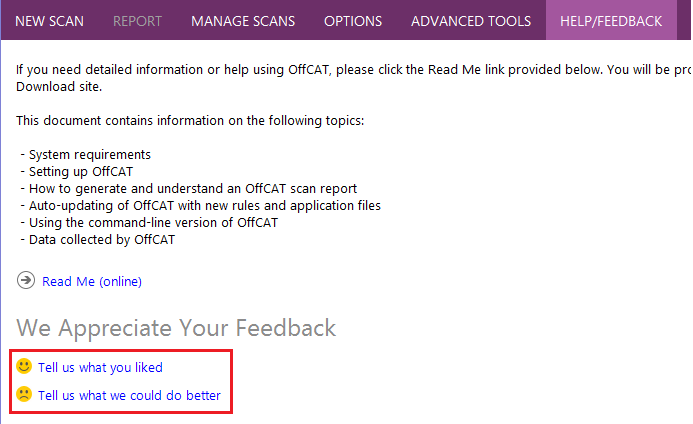 NEW SCAN REPORT MANAGE SCANS OPTIONS ADVANCED TOOLS HELP/FEEDBACK
If you need detailed information or help using OffCAT, please click the Read Me link provided below. You will be
Download site.
This document contains information on the following topics:
- System requirements
- Setting up OffCAT
- How to generate and understand an OffCAT scan report
- Auto-updating of OffCAT with new rules and application files
- Using the command-line version of OffCAT
- Data collected by OffCAT
Read Me (online)
We Appreciate Your Feedback
Tell us what you liked
Tell us what we could do better